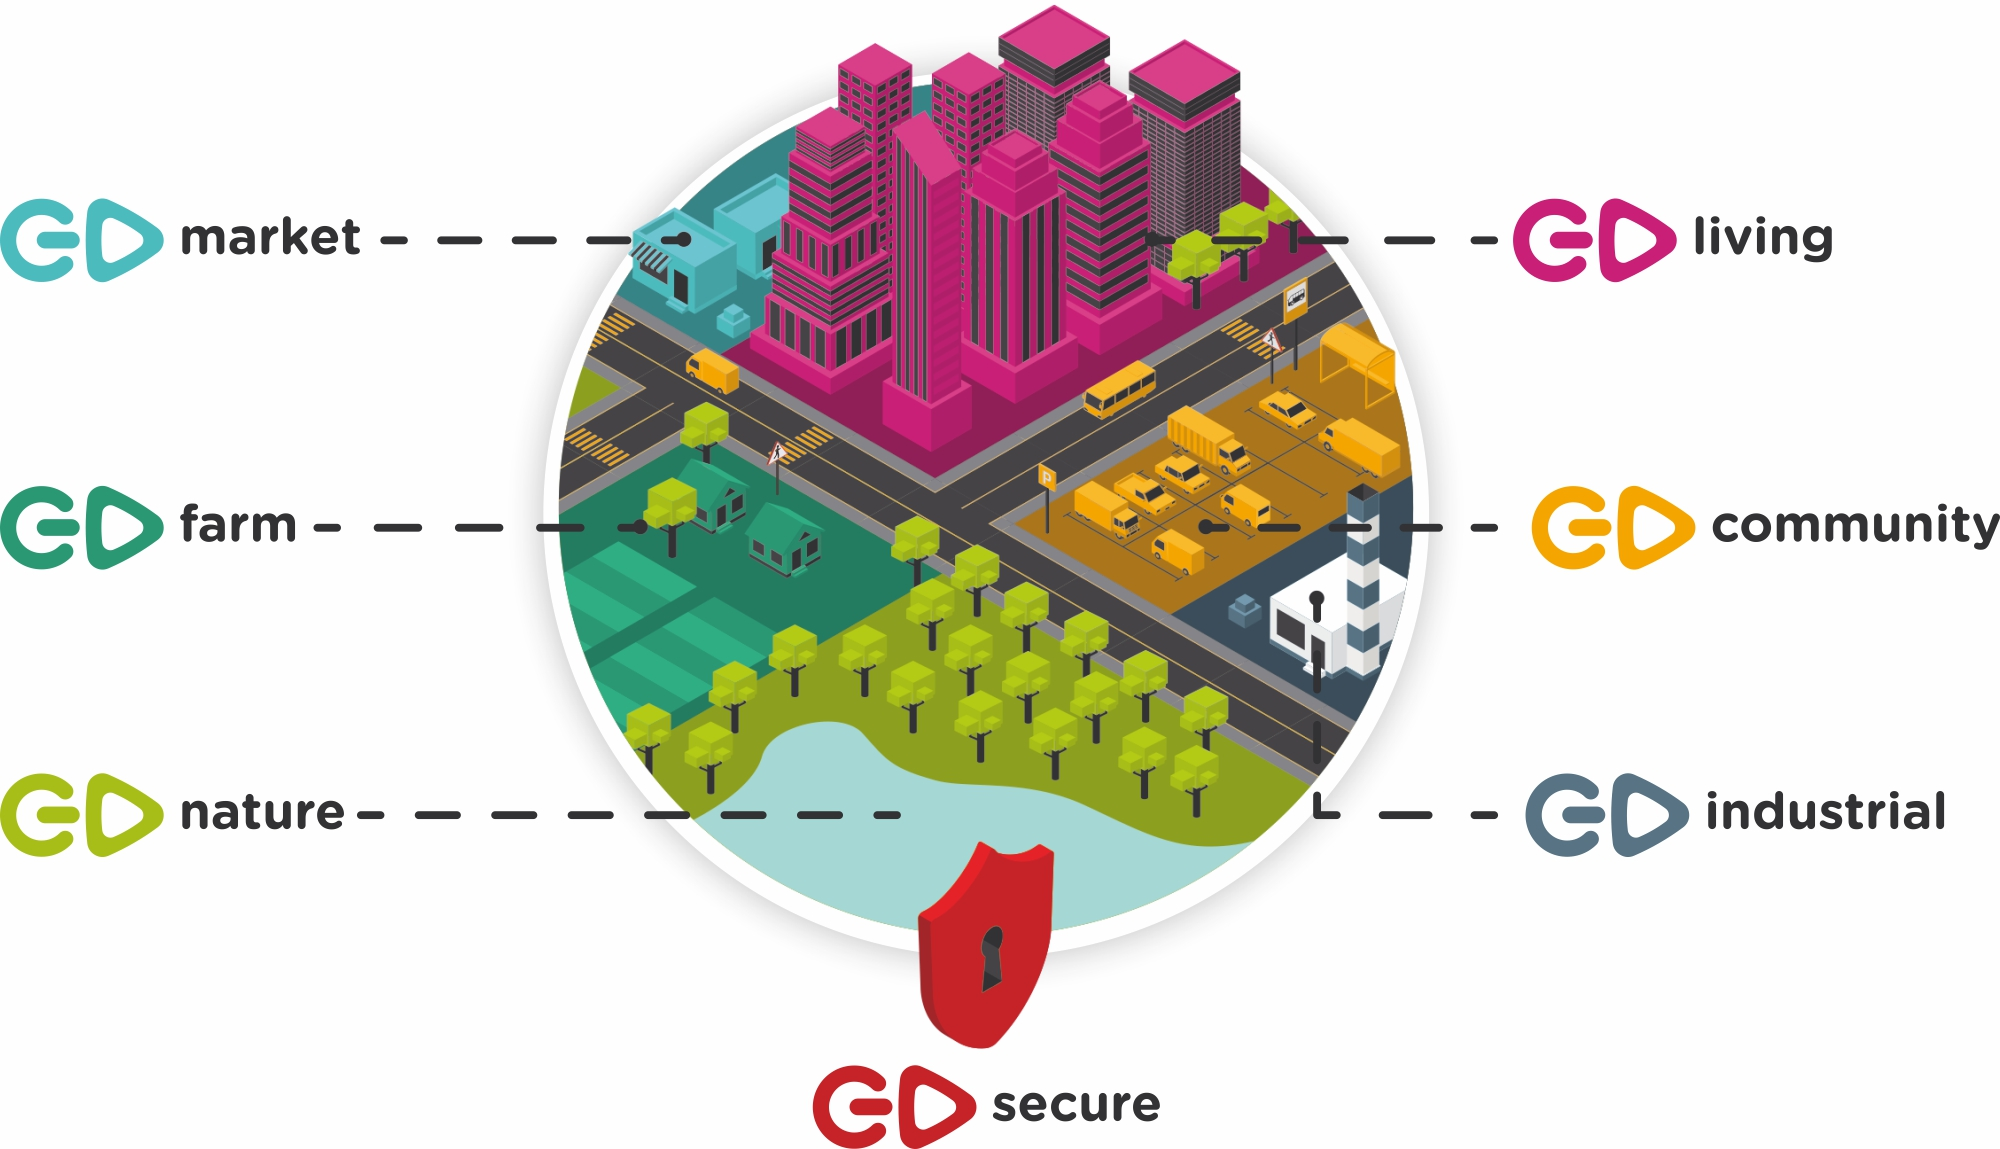 market
living
farm
P
community
nature
industrial
secure